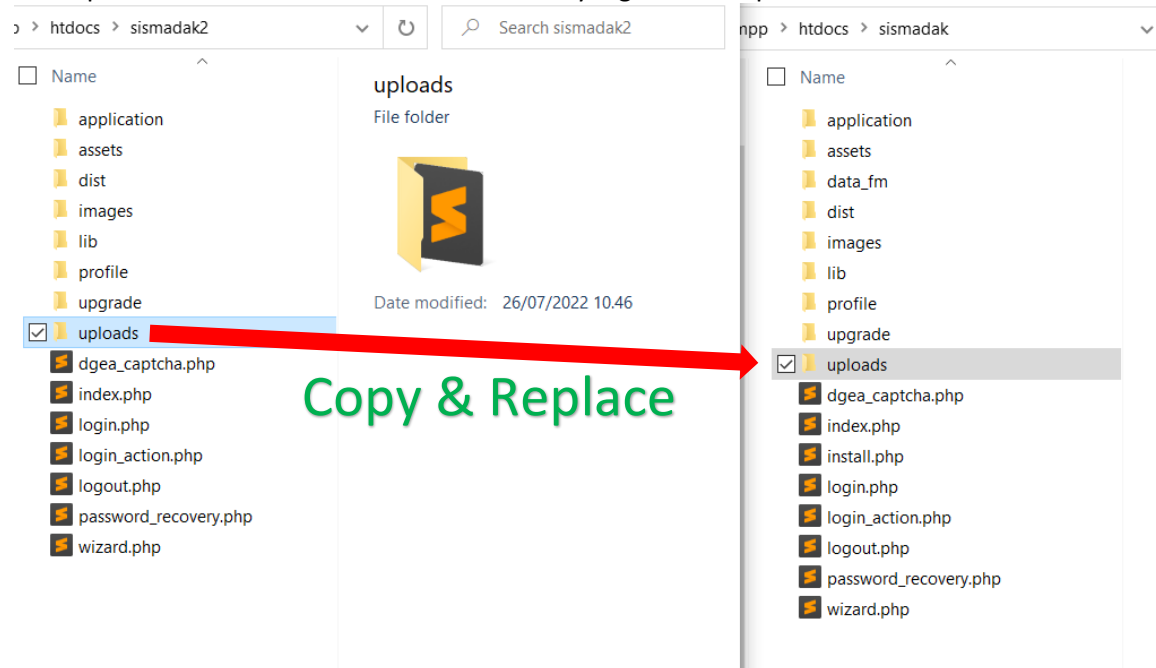 htdocs > sismadak2
Search sismadak2
Name
application
assets
dist
images
lib
profile
upgrade
uploads
dgea_captcha.php
index.php
login.php
login_action.php
logout.php
password_recovery.php
wizard.php
uploads
File folder
Date modified: 26/07/2022 10.46
Copy & Replace
htdocs > sismadak
Name
application
assets
data_fm
dist
images
lib
profile
upgrade
uploads
dgea_captcha.php
index.php
install.php
login.php
login_action.php
logout.php
password_recovery.php
wizard.php